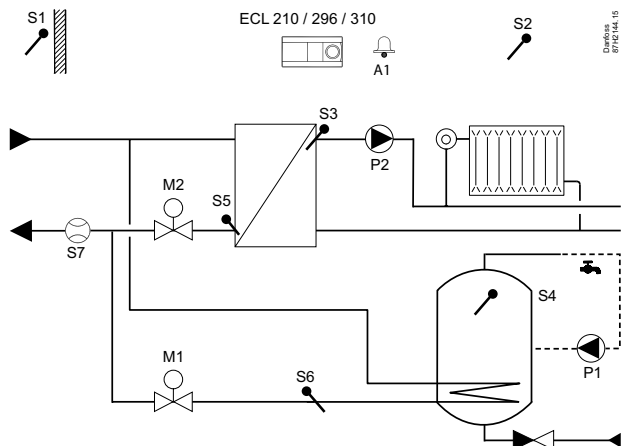 S1
ECL 210 / 296 / 310
A1
S2
Danfoss
87H2144.15
S3
P2
M2
S5
S7
S4
M1
S6
P1